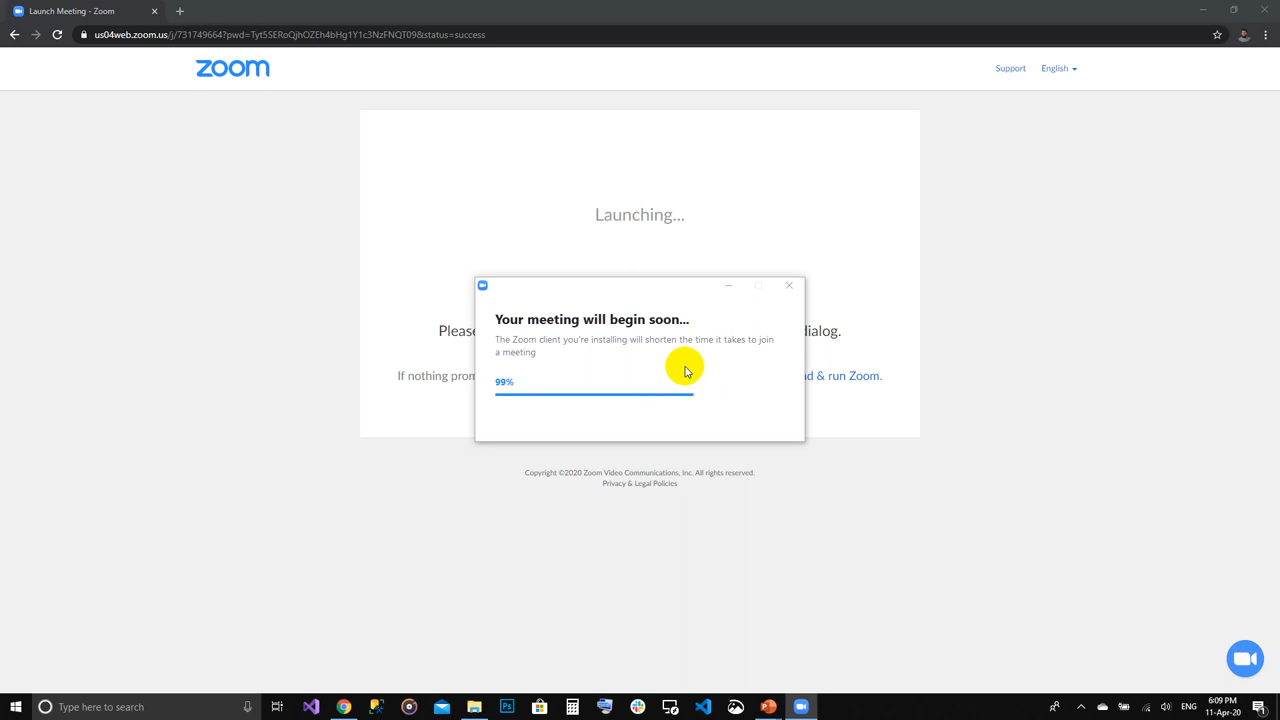 Launch Meeting - Zoom
us04web.zoom.us/j/731749664?pwd=Tyt5SERoQjhOZEh4bHg1Y1c3NzFNQT09&status=success
zoom
Support English
Launching...
Your meeting will begin soon...
The Zoom client you're installing will shorten the time it takes to join
a meeting
99%
Please dialog.
If nothing & run Zoom.
Copyright ©2020 Zoom Video Communications, Inc. All rights reserved.
Privacy & Legal Policies
Type here to search
Ps
ENG
6:09 PM
11-Apr-20